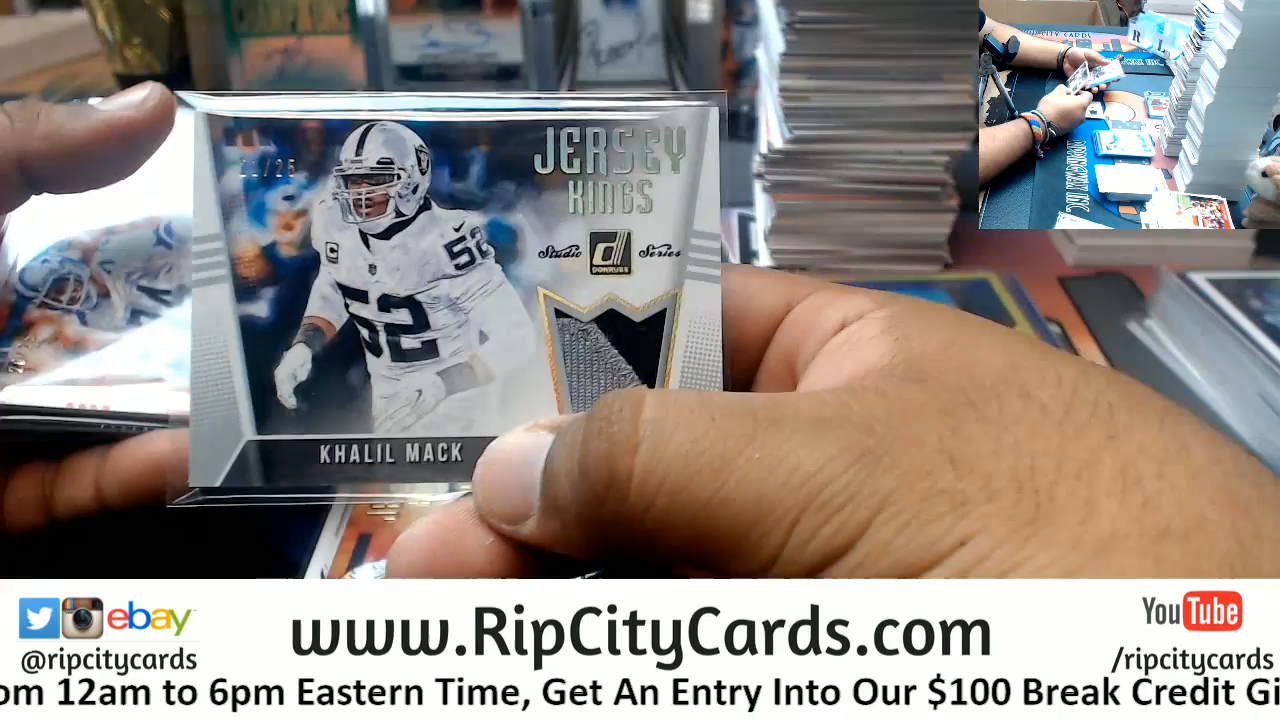 JERSEY
KINGS
Studio d Series
DONRUSS
52
52
C
KHALIL MACK
ebay
www.RipCityCards.com
YouTube
@ripcitycards
/ripcitycards
om 12am to 6pm Eastern Time, Get An Entry Into Our $100 Break Credit Gi